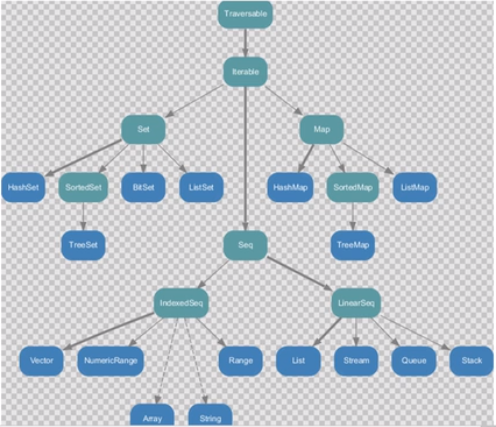 Traversable
Iterable
Set
Map
HashSet
SortedSet
BitSet
ListSet
HashMap
SortedMap
ListMap
TreeSet
Seq
TreeMap
IndexedSeq
LinearSeq
Vector
NumericRange
Range
List
Stream
Queue
Stack
Array
String